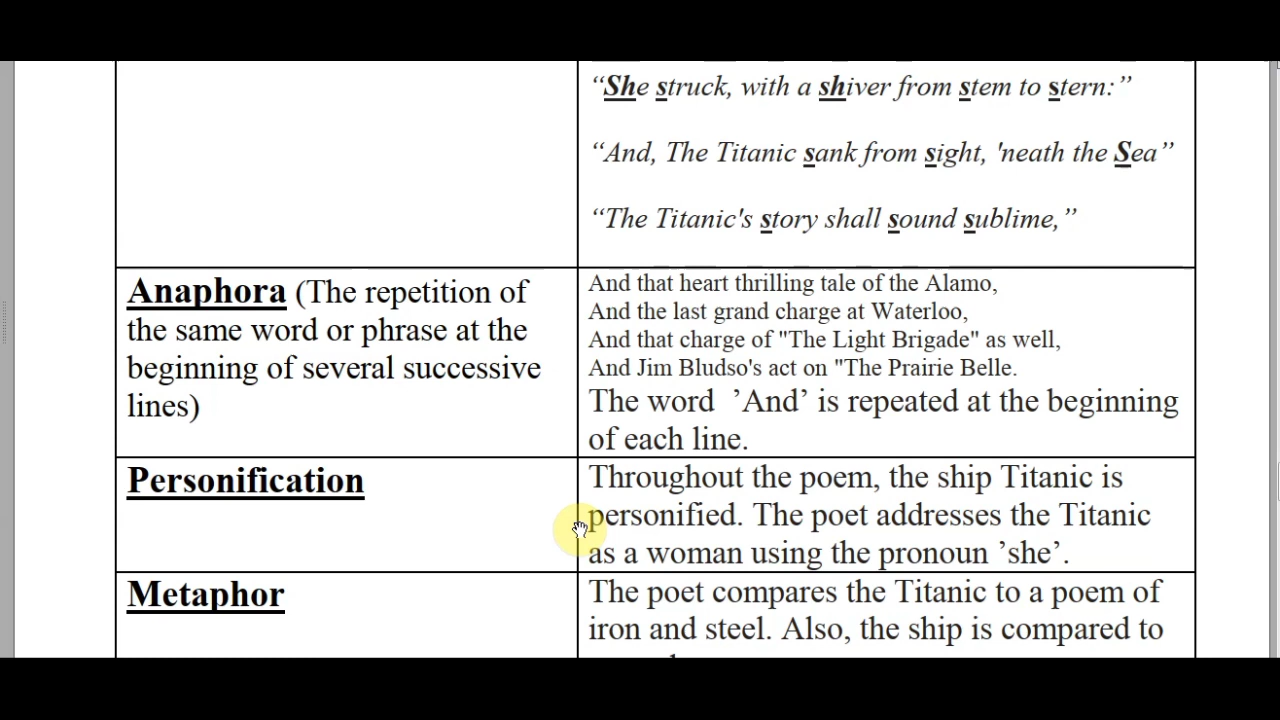 “She struck, with a shiver from stem to stern:”
“And, The Titanic sank from sight, 'neath the Sea”
“The Titanic's story shall sound sublime,”
Anaphora (The repetition of
the same word or phrase at the
beginning of several successive
lines)
And that heart thrilling tale of the Alamo,
And the last grand charge at Waterloo,
And that charge of "The Light Brigade" as well,
And Jim Bludso's act on "The Prairie Belle.
The word ’And’ is repeated at the beginning
of each line.
Personification
Throughout the poem, the ship Titanic is
personified. The poet addresses the Titanic
as a woman using the pronoun ’she’.
Metaphor
The poet compares the Titanic to a poem of
iron and steel. Also, the ship is compared to